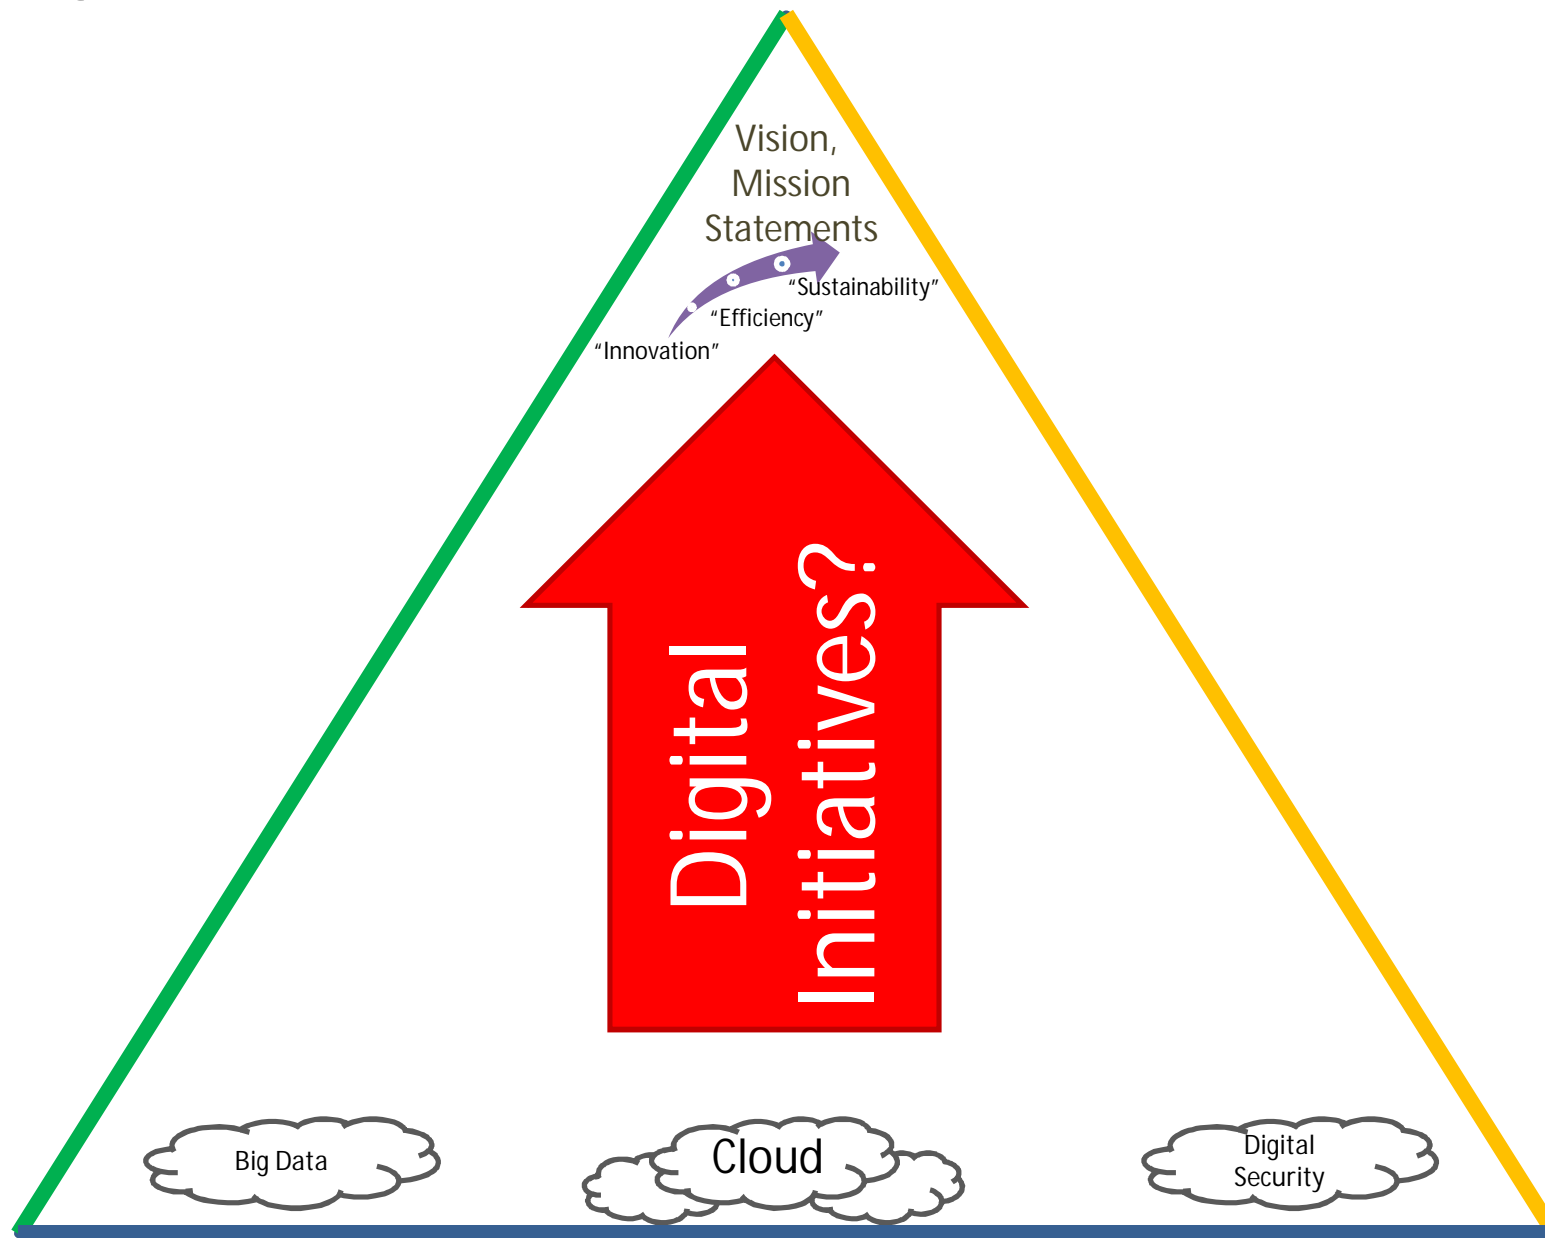 Vision,
Mission
Statements
“Sustainability”
“Efficiency”
“Innovation”
Digital
Initiatives?
Big Data
Cloud
Digital
Security